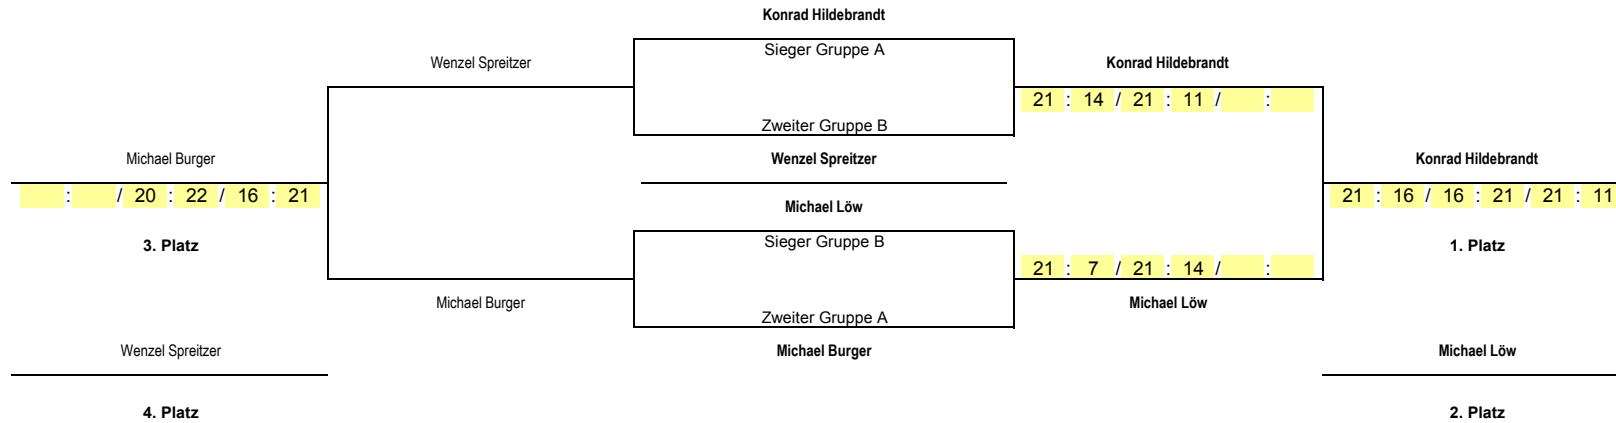 Konrad Hildebrandt
Sieger Gruppe A
Wenzel Spreitzer
Konrad Hildebrandt
21 : 14 / 21 : 11 / :
Zweiter Gruppe B
Michael Burger
Wenzel Spreitzer
Konrad Hildebrandt
: / 20 : 22 / 16 : 21
21 : 16 / 16 : 21 / 21 : 11
Michael Löw
3. Platz
Sieger Gruppe B
1. Platz
21 : 7 / 21 : 14 / :
Michael Burger
Michael Löw
Zweiter Gruppe A
Wenzel Spreitzer
Michael Burger
Michael Löw
4. Platz
2. Platz